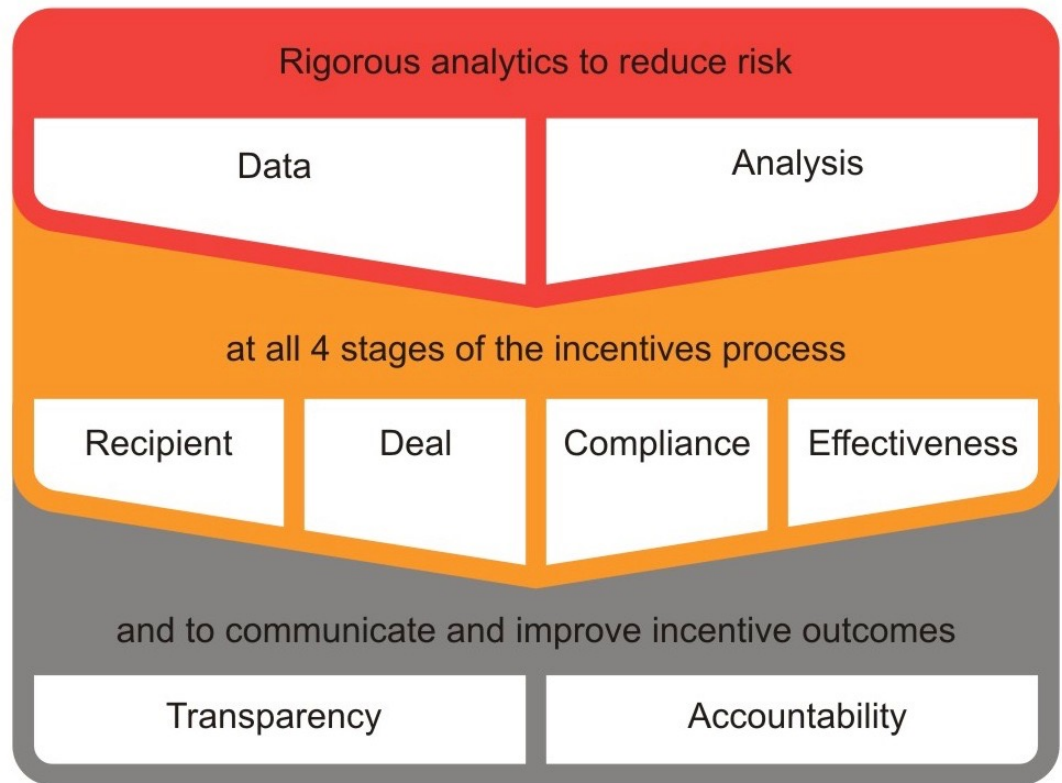 Rigorous analytics to reduce risk
Data
Analysis
at all 4 stages of the incentives process
Recipient
Deal
Compliance
Effectiveness
and to communicate and improve incentive outcomes
Transparency
Accountability